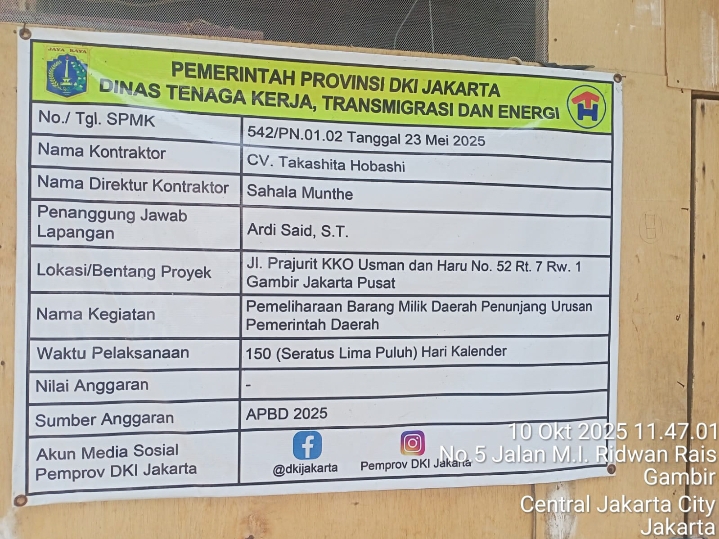 JAYA RAYA
PEMERINTAH PROVINSI DKI JAKARTA
DINAS TENAGA KERJA, TRANSMIGRASI DAN ENERGI
TH
No./ Tgl. SPMK
542/PN.01.02 Tanggal 23 Mei 2025
Nama Kontraktor
CV. Takashita Hobashi
Nama Direktur Kontraktor
Sahala Munthe
Penanggung Jawab
Lapangan
Ardi Said, S.T.
Lokasi/Bentang Proyek
Jl. Prajurit KKO Usman dan Haru No. 52 Rt. 7 Rw. 1
Gambir Jakarta Pusat
Nama Kegiatan
Pemeliharaan Barang Milik Daerah Penunjang Urusan
Pemerintah Daerah
Waktu Pelaksanaan
150 (Seratus Lima Puluh) Hari Kalender
Nilai Anggaran
-
Sumber Anggaran
APBD 2025
Akun Media Sosial
Pemprov DKI Jakarta
@dkijakarta
Pemprov DKI Jakarta
10 Okt 2025 11.47.01
No.5 Jalan M.I. Ridwan Rais
Gambir
Central Jakarta City
Jakarta